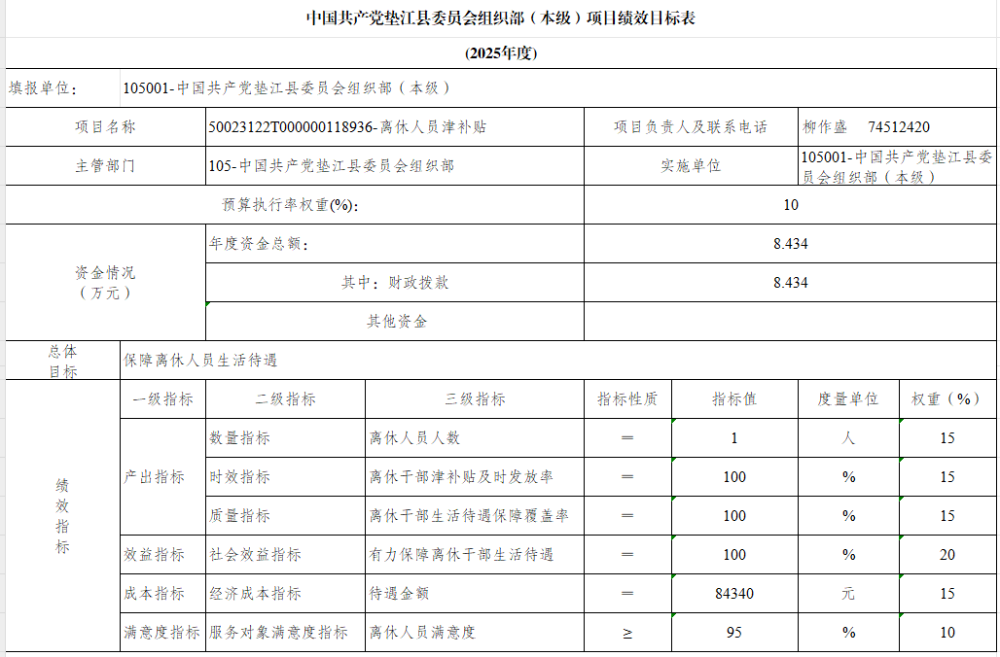 中国共产党垫江县委员会组织部（本级）项目绩效目标表
(2025年度)
填报单位： 105001-中国共产党垫江县委员会组织部（本级）
项目名称 50023122T000000118936-离休人员津补贴 项目负责人及联系电话 柳作盛 74512420
主管部门 105-中国共产党垫江县委员会组织部 实施单位 105001-中国共产党垫江县委
员会组织部（本级）
预算执行率权重(%)： 10
资金情况
（万元）
年度资金总额： 8.434
其中：财政拨款 8.434
其他资金
总体
目标
保障离休人员生活待遇
绩
效
指
标
一级指标 二级指标 三级指标 指标性质 指标值 度量单位 权重（%）
产出指标
数量指标 离休人员人数 ＝ 1 人 15
时效指标 离休干部津补贴及时发放率 ＝ 100 % 15
质量指标 离休干部生活待遇保障覆盖率 ＝ 100 % 15
效益指标 社会效益指标 有力保障离休干部生活待遇 ＝ 100 % 20
成本指标 经济成本指标 待遇金额 ＝ 84340 元 15
满意度指标 服务对象满意度指标 离休人员满意度 ≥ 95 % 10